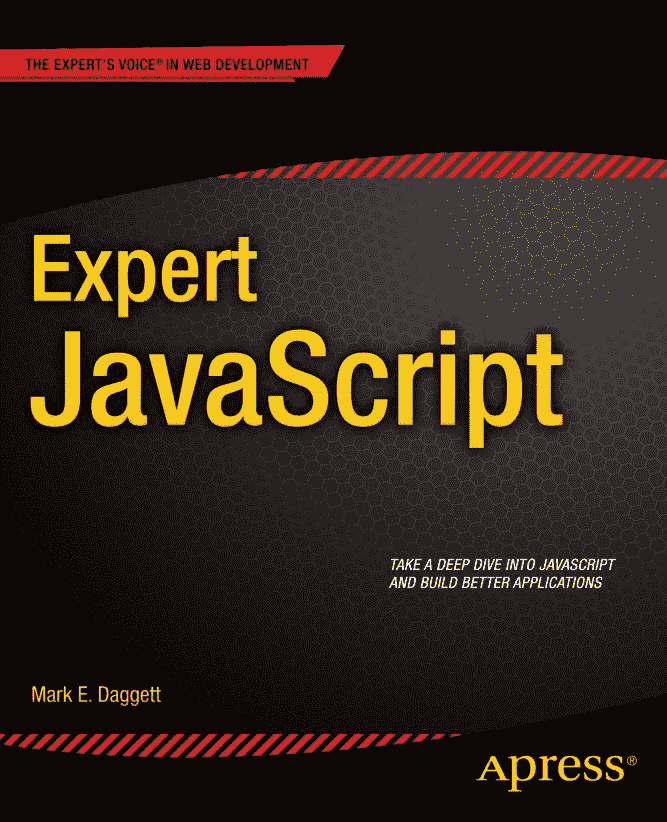 THE EXPERT'S VOICE® IN WEB DEVELOPMENT
Expert
JavaScript
TAKE A DEEP DIVE INTO JAVASCRIPT
AND BUILD BETTER APPLICATIONS
Mark E. Daggett
Apress®